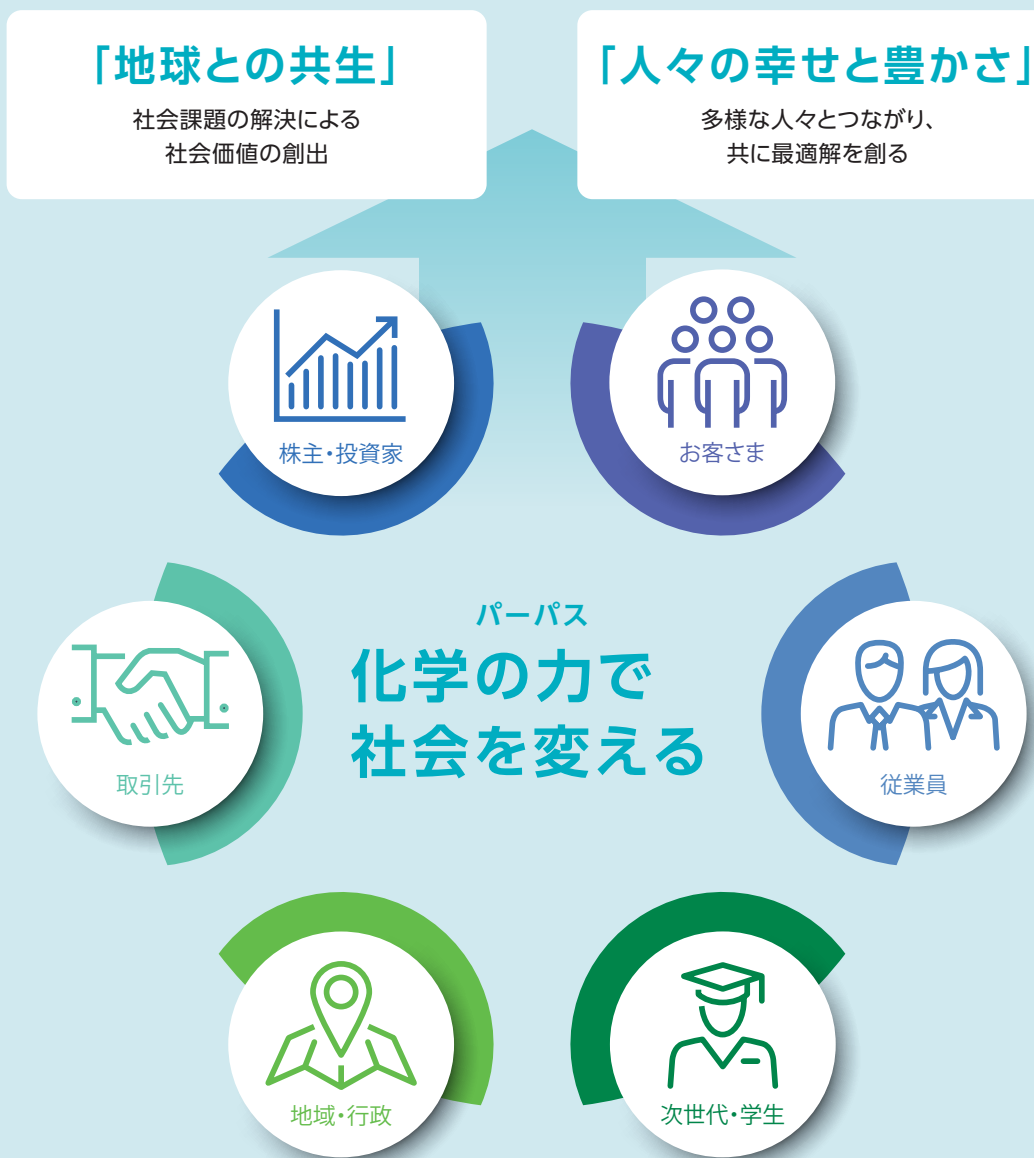 「地球との共生」
社会課題の解決による
社会価値の創出
「人々の幸せと豊かさ」
多様な人々とつながり、
共に最適解を創る
株主・投資家
お客さま
パーパス
化学の力で
社会を変える
取引先
従業員
地域・行政
次世代・学生